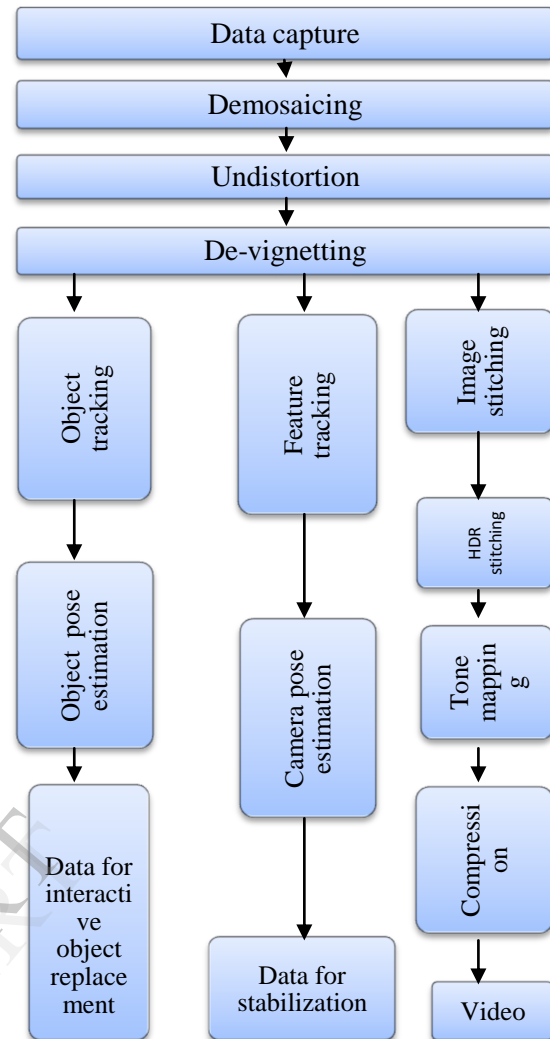 Data capture
Demosaicing
Undistortion
De-vignetting
Object
tracking
Object pose
estimation
Data for
interacti
ve
object
replace
ment
Feature
tracking
Camera pose
estimation
Data for
stabilization
Image
stitching
HDR
stitching
Tone
mappin
g
Compressi
on
Video